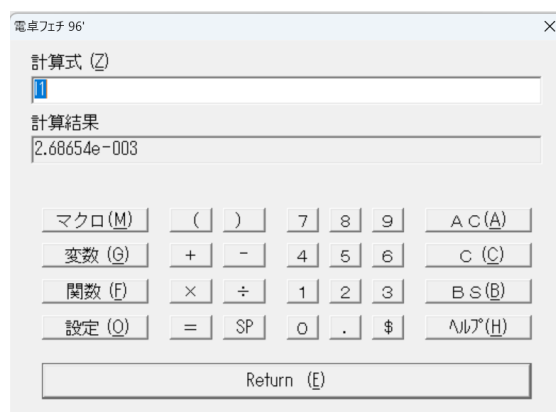 電卓フェチ 96'
計算式 (Z)
l1
計算結果
2.68654e-003
マクロ(M) ( ) 7 8 9 AC(A)
変数 (G) + - 4 5 6 C (C)
関数 (F) × ÷ 1 2 3 BS(B)
設定 (O) = SP 0 . $ ヘルプ(H)
Return (E)